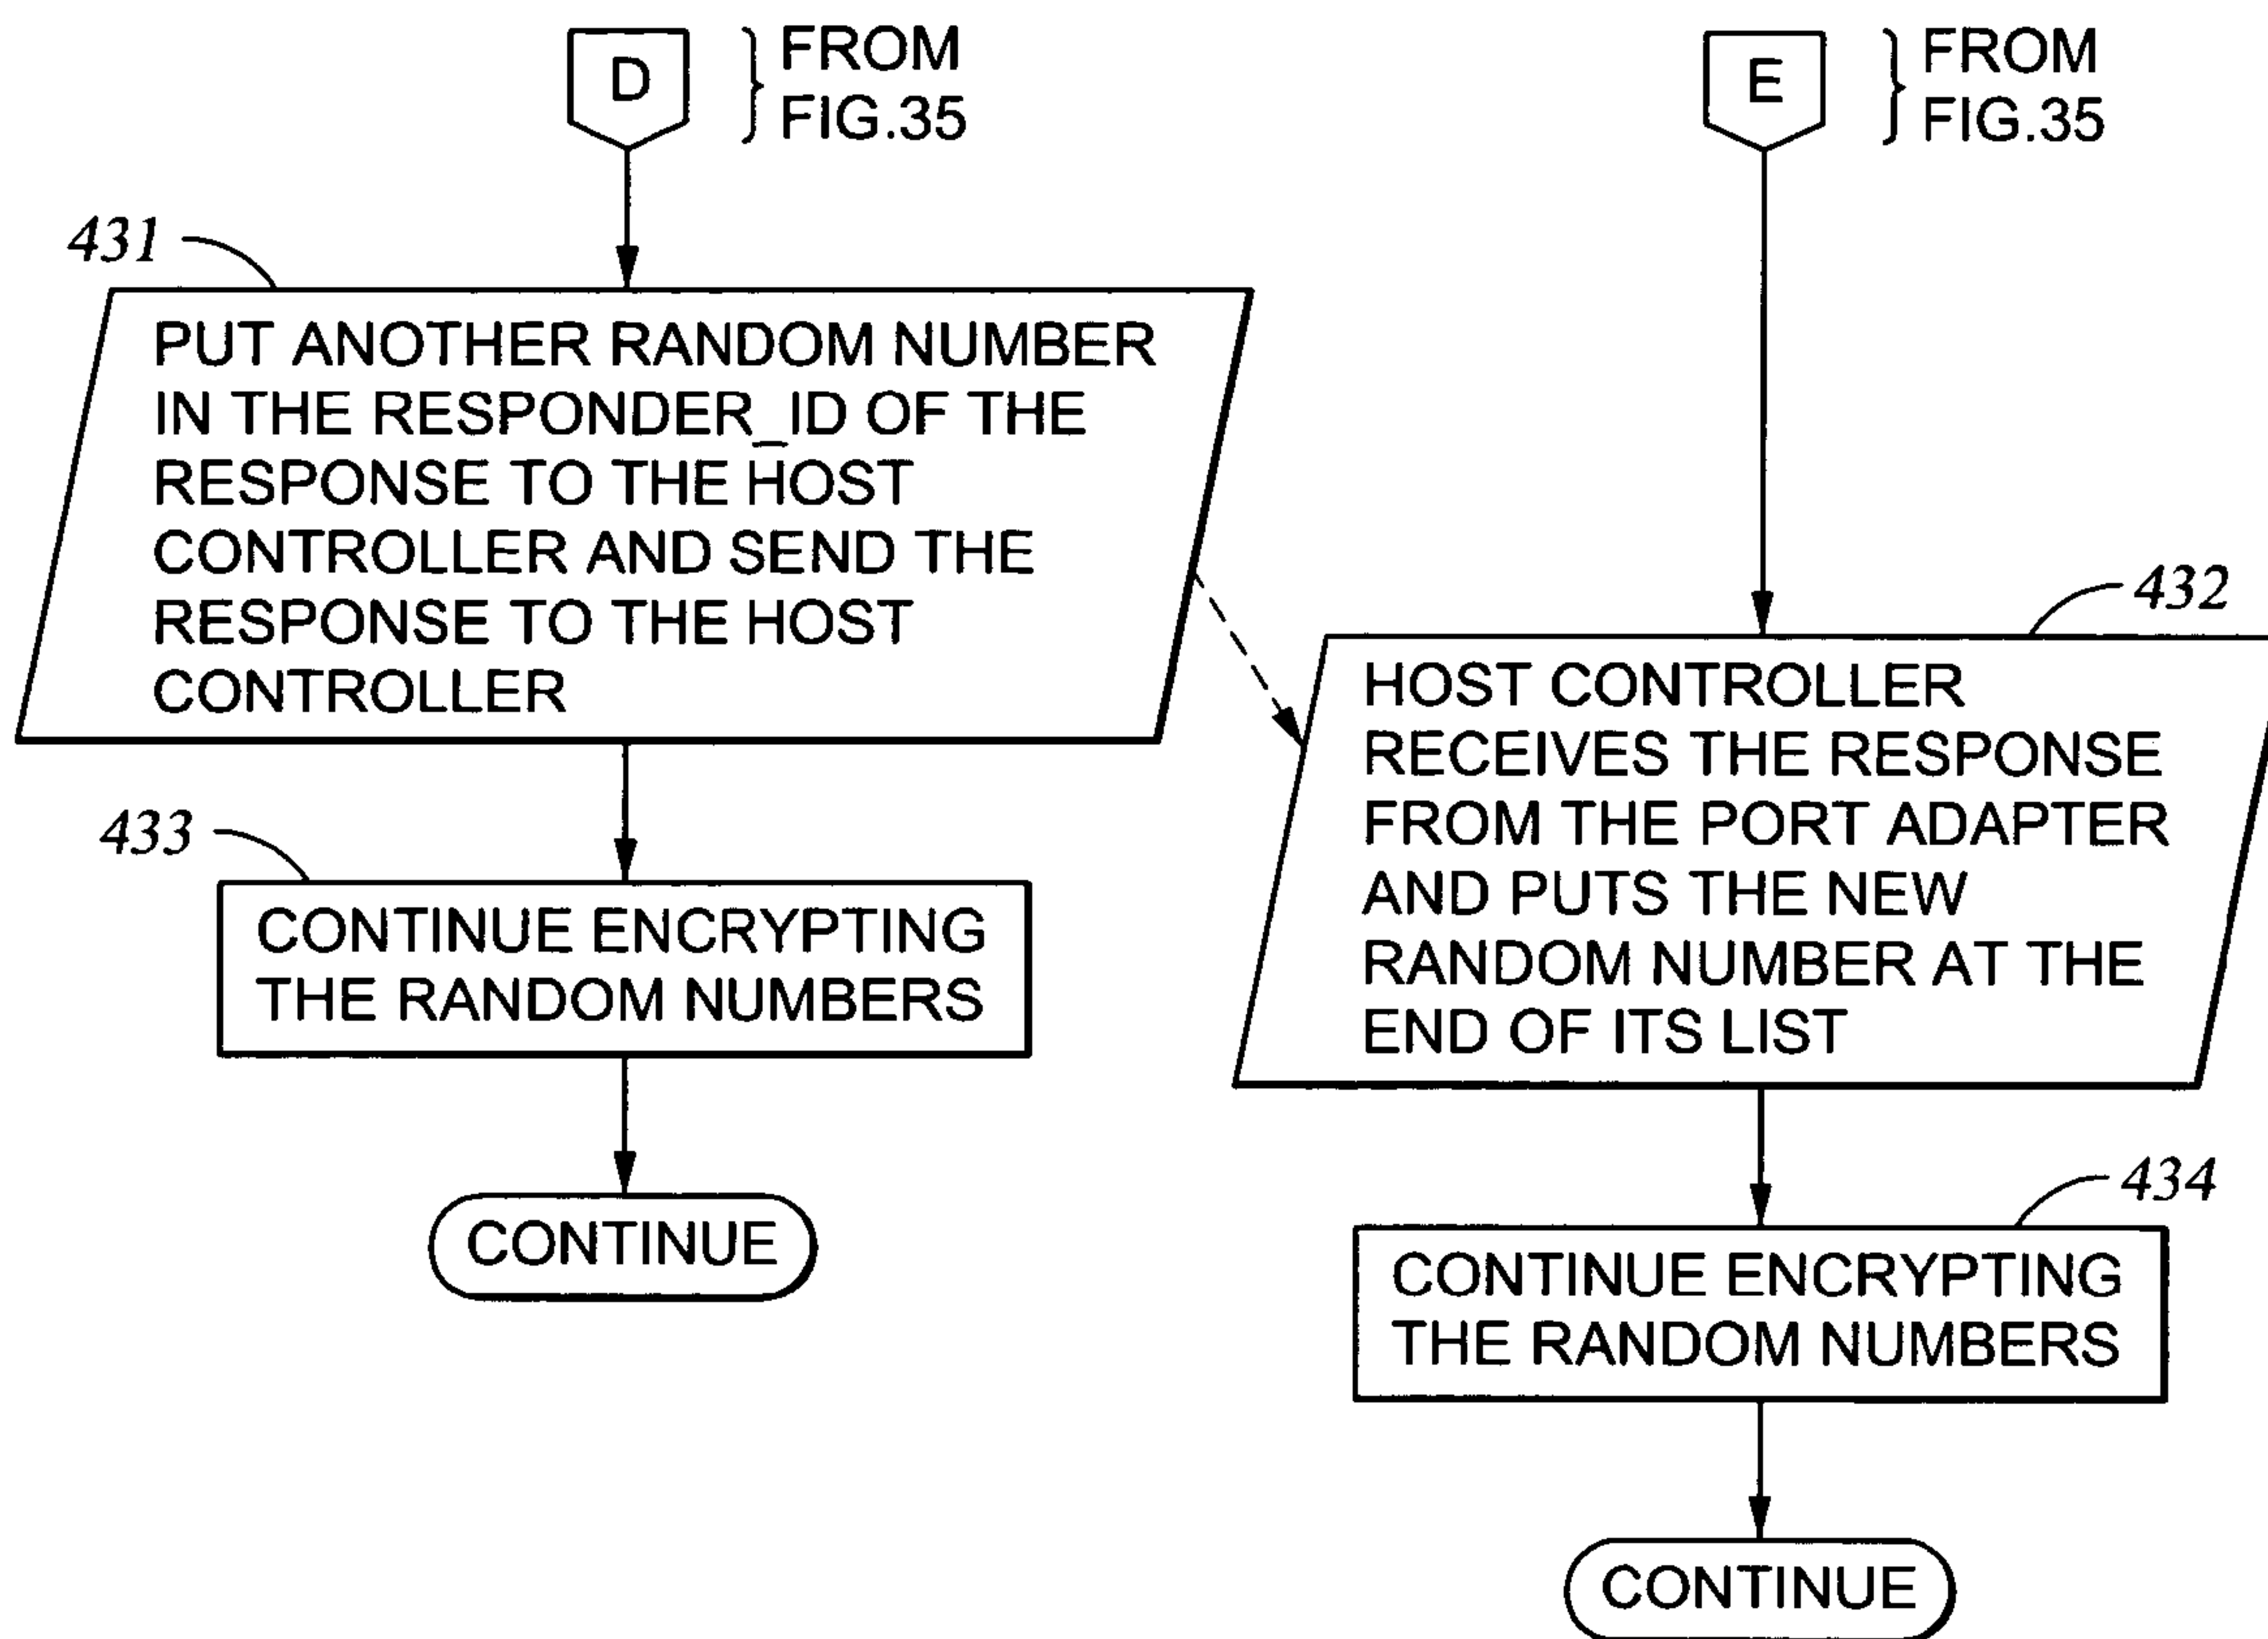 D
FROM
FIG.35
431
PUT ANOTHER RANDOM NUMBER
IN THE RESPONDER_ID OF THE
RESPONSE TO THE HOST
CONTROLLER AND SEND THE
RESPONSE TO THE HOST
CONTROLLER
433
CONTINUE ENCRYPTING
THE RANDOM NUMBERS
CONTINUE
E
FROM
FIG.35
432
HOST CONTROLLER
RECEIVES THE RESPONSE
FROM THE PORT ADAPTER
AND PUTS THE NEW
RANDOM NUMBER AT THE
END OF ITS LIST
434
CONTINUE ENCRYPTING
THE RANDOM NUMBERS
CONTINUE